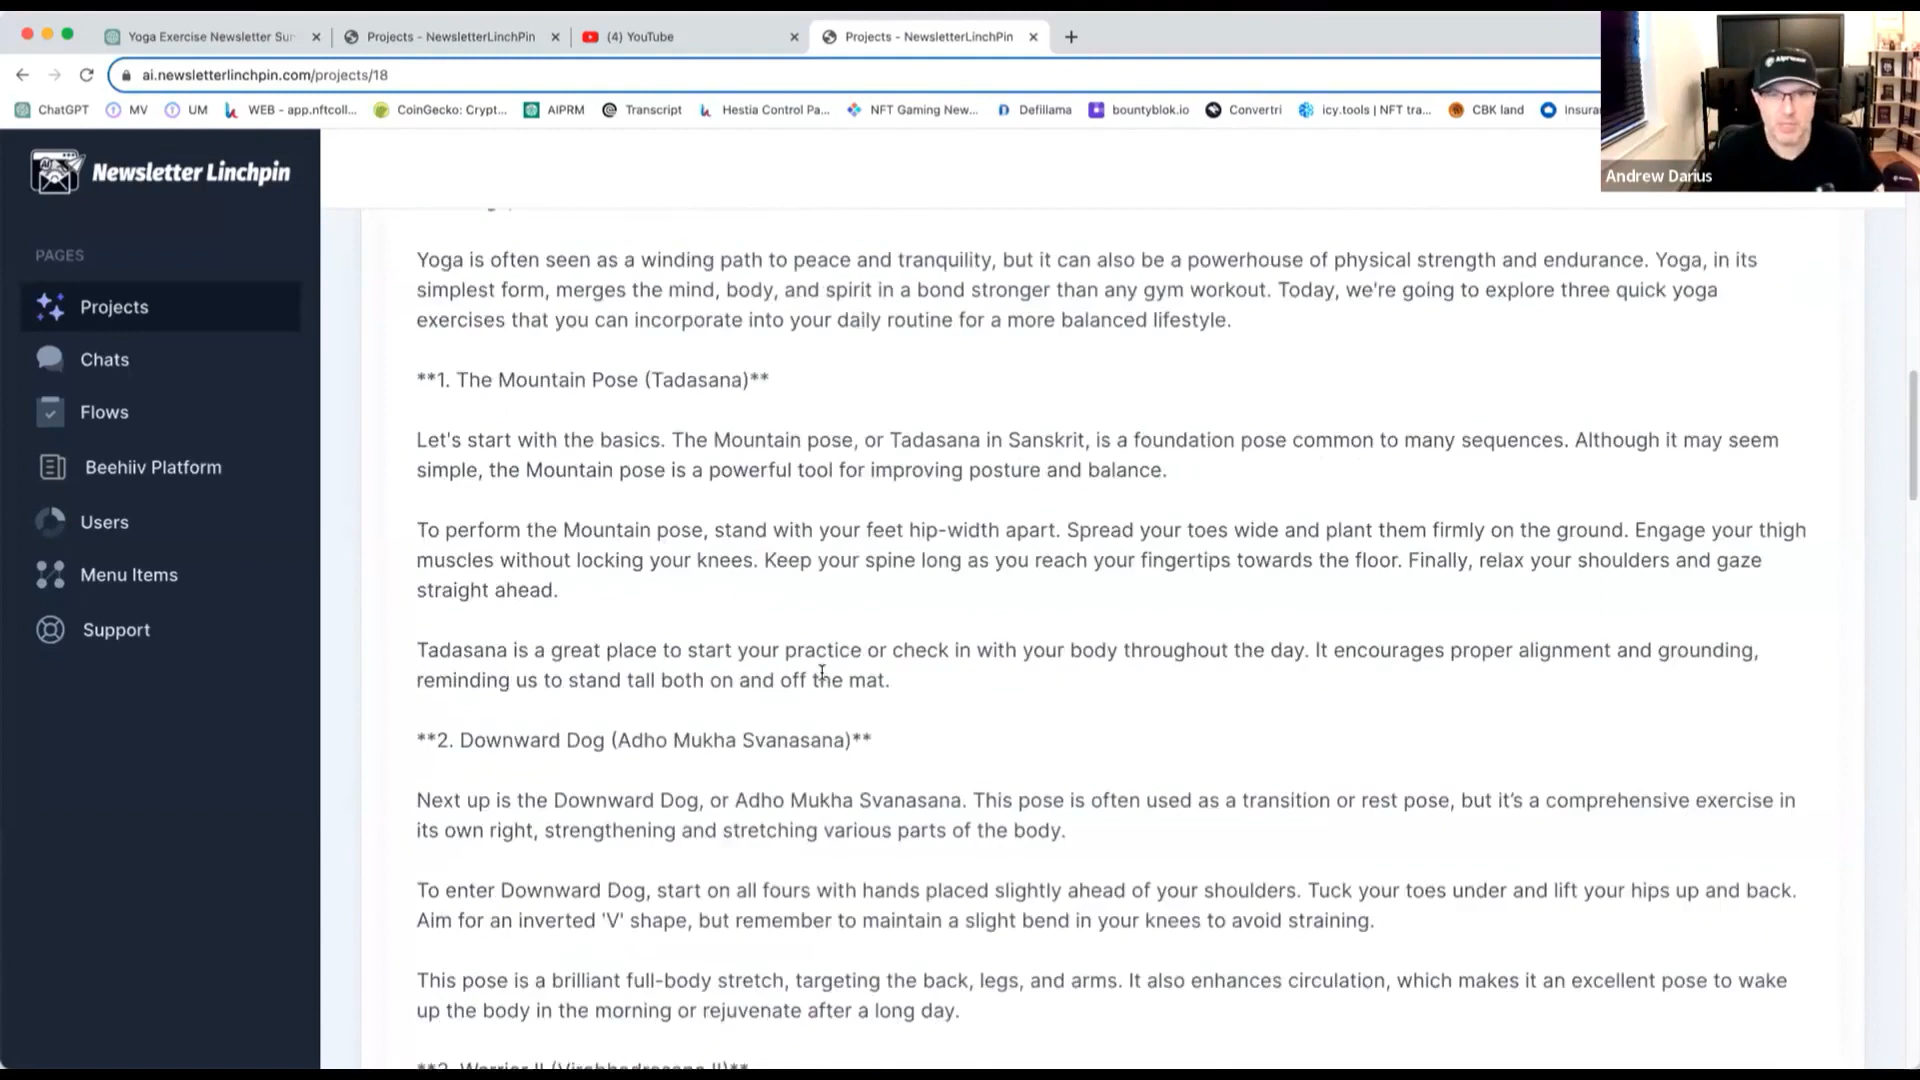 Yoga Exercise Newsletter Sur
Projects - NewsletterLinchPin
(4) YouTube
Projects - NewsletterLinchPin
ai.newsletterlinchpin.com/projects/18
ChatGPT
MV
UM
WEB - app.nftcoll...
CoinGecko: Crypt...
AIPRM
Transcript
Hestia Control Pa...
NFT Gaming New...
Defillama
bountyblok.io
Convertri
icy.tools | NFT tra...
CBK land
Insura
Andrew Darius
Newsletter Linchpin
PAGES
Projects
Chats
Flows
Beehiiv Platform
Users
Menu Items
Support
Yoga is often seen as a winding path to peace and tranquility, but it can also be a powerhouse of physical strength and endurance. Yoga, in its
simplest form, merges the mind, body, and spirit in a bond stronger than any gym workout. Today, we're going to explore three quick yoga
exercises that you can incorporate into your daily routine for a more balanced lifestyle.
**1. The Mountain Pose (Tadasana)**
Let's start with the basics. The Mountain pose, or Tadasana in Sanskrit, is a foundation pose common to many sequences. Although it may seem
simple, the Mountain pose is a powerful tool for improving posture and balance.
To perform the Mountain pose, stand with your feet hip-width apart. Spread your toes wide and plant them firmly on the ground. Engage your thigh
muscles without locking your knees. Keep your spine long as you reach your fingertips towards the floor. Finally, relax your shoulders and gaze
straight ahead.
Tadasana is a great place to start your practice or check in with your body throughout the day. It encourages proper alignment and grounding,
reminding us to stand tall both on and off the mat.
**2. Downward Dog (Adho Mukha Svanasana)**
Next up is the Downward Dog, or Adho Mukha Svanasana. This pose is often used as a transition or rest pose, but it’s a comprehensive exercise in
its own right, strengthening and stretching various parts of the body.
To enter Downward Dog, start on all fours with hands placed slightly ahead of your shoulders. Tuck your toes under and lift your hips up and back.
Aim for an inverted 'V' shape, but remember to maintain a slight bend in your knees to avoid straining.
This pose is a brilliant full-body stretch, targeting the back, legs, and arms. It also enhances circulation, which makes it an excellent pose to wake
up the body in the morning or rejuvenate after a long day.